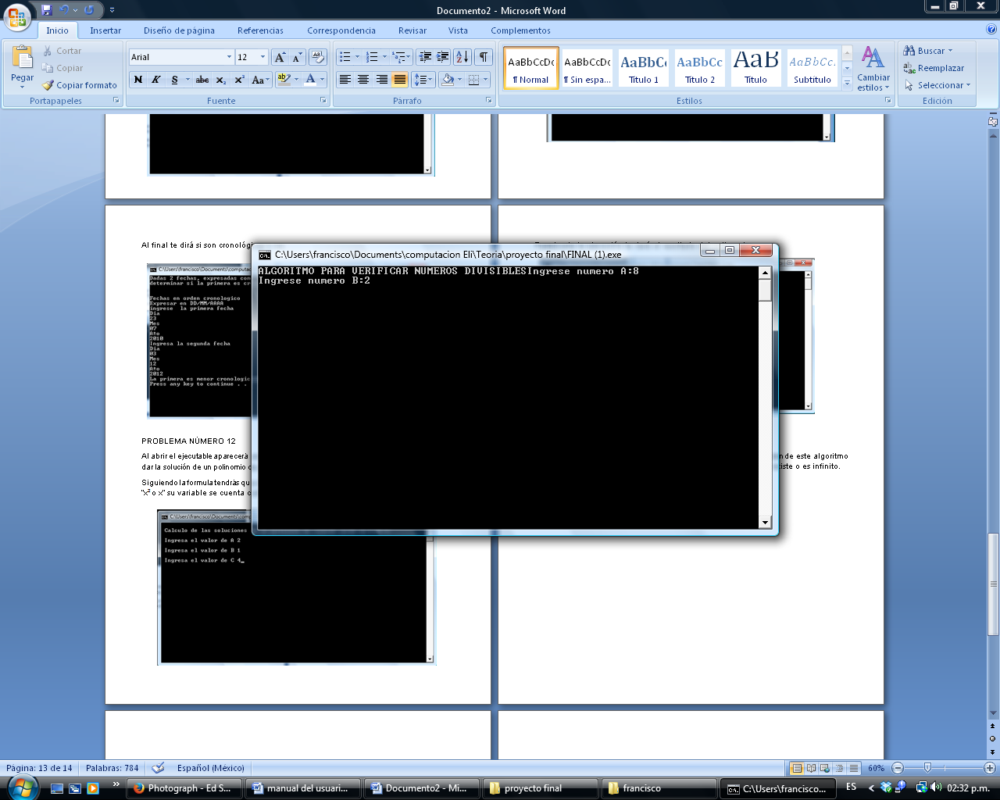 Documento2 - Microsoft Word
Inicio Insertar Diseño de página Referencias Correspondencia Revisar Vista Complementos
Pegar
Cortar
Copiar
Copiar formato
Portapapeles
Arial 12
Fuente
Párrafo
AaBbCcDc AaBbCcDc AaBbCc AaBbCc AaB AaBbCc.
¶ Normal ¶ Sin espa... Título 1 Título 2 Título Subtítulo
Cambiar estilos
Estilos
Buscar
Reemplazar
Seleccionar
Edición
Al final te dirá si son cronológi
C:\Users\francisco\Documents\computac
Dadas 2 fechas, expresadas con
determinar si la primera es cr
Fechas en orden cronologico
Expresar en DD/MM/AAAA
ingrese la primera fecha
Dia
23
Mes
07
Año
2010
Ingresa la segunda fecha
Dia
03
Mes
12
Año
2012
La primera es menor cronologic
Press any key to continue . .
PROBLEMA NÚMERO 12
Al abrir el ejecutable aparecerá
dar la solución de un polinomio
Siguiendo la formula tendrás qu
"x² o x" su variable se cuenta c
C:\Users\francisco\Documents\comp
Calculo de las soluciones
Ingresa el valor de A 2
Ingresa el valor de B 1
Ingresa el valor de C 4_
C:\Users\francisco\Documents\computacion Eli\Teoria\proyecto final\FINAL (1).exe
ALGORITMO PARA VERIFICAR NUMEROS DIVISIBLESIngrese numero A:8
Ingrese numero B:2
n de este algoritmo
iste o es infinito.
Página: 13 de 14 Palabras: 784 Español (México) 60%
Photograph - Ed S... manual del usuari... Documento2 - Mi... proyecto final francisco C:\Users\francisco... ES 02:32 p.m.